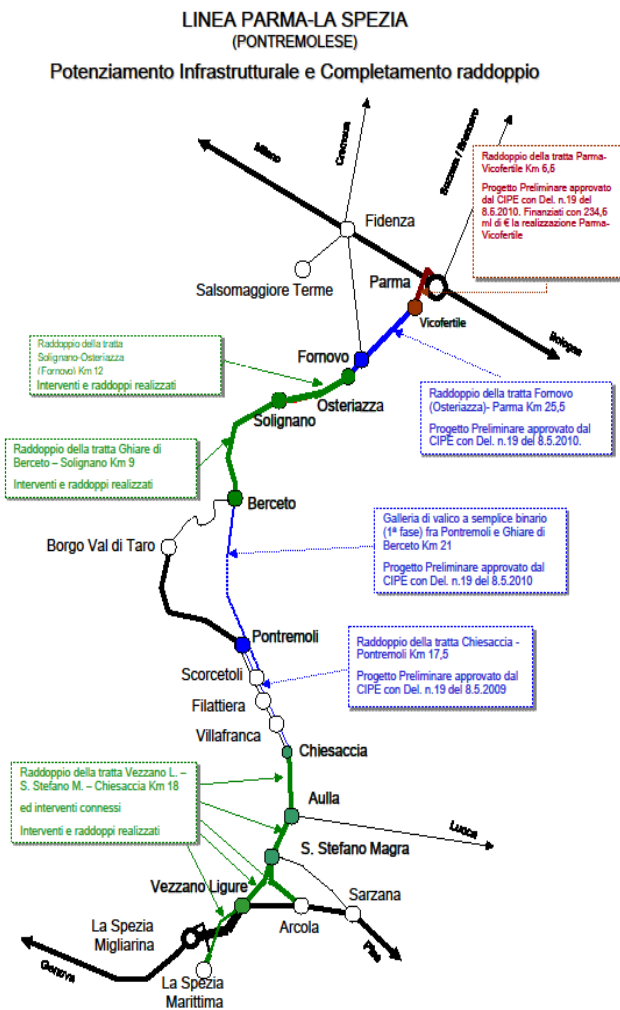 LINEA PARMA-LA SPEZIA
(PONTREMOLESE)
Potenziamento Infrastrutturale e Completamento raddoppio
Milano
Cremona
Suzzara / Brennero
Raddoppio della tratta Parma-
Vicofertile Km 6,5
Progetto Preliminare approvato
dal CIPE con Del. n.19 del
8.5.2010. Finanziati con 234,6
ml di € la realizzazione Parma-
Vicofertile
Fidenza
Salsomaggiore Terme
Parma
Vicofertile
Bologna
Raddoppio della tratta
Solignano-Osteriazza
(Fornovo) Km 12
Interventi e raddoppi realizzati
Fornovo
Osteriazza
Solignano
Raddoppio della tratta Fornovo
(Osteriazza)- Parma Km 25,5
Progetto Preliminare approvato dal
CIPE con Del. n.19 del 8.5.2010.
Raddoppio della tratta Ghiare di
Berceto – Solignano Km 9
Interventi e raddoppi realizzati
Berceto
Borgo Val di Taro
Galleria di valico a semplice binario
(1ª fase) fra Pontremoli e Ghiare di
Berceto Km 21
Progetto Preliminare approvato dal
CIPE con Del. n.19 del 8.5.2010
Pontremoli
Scorcetoli
Filattiera
Villafranca
Chiesaccia
Raddoppio della tratta Chiesaccia -
Pontremoli Km 17,5
Progetto Preliminare approvato dal
CIPE con Del. n.19 del 8.5.2009
Raddoppio della tratta Vezzano L. –
S. Stefano M. – Chiesaccia Km 18
ed interventi connessi
Interventi e raddoppi realizzati
Aulla
Lucca
S. Stefano Magra
Vezzano Ligure
Sarzana
Arcola
La Spezia
Migliarina
Pisa
Genova
La Spezia
Marittima